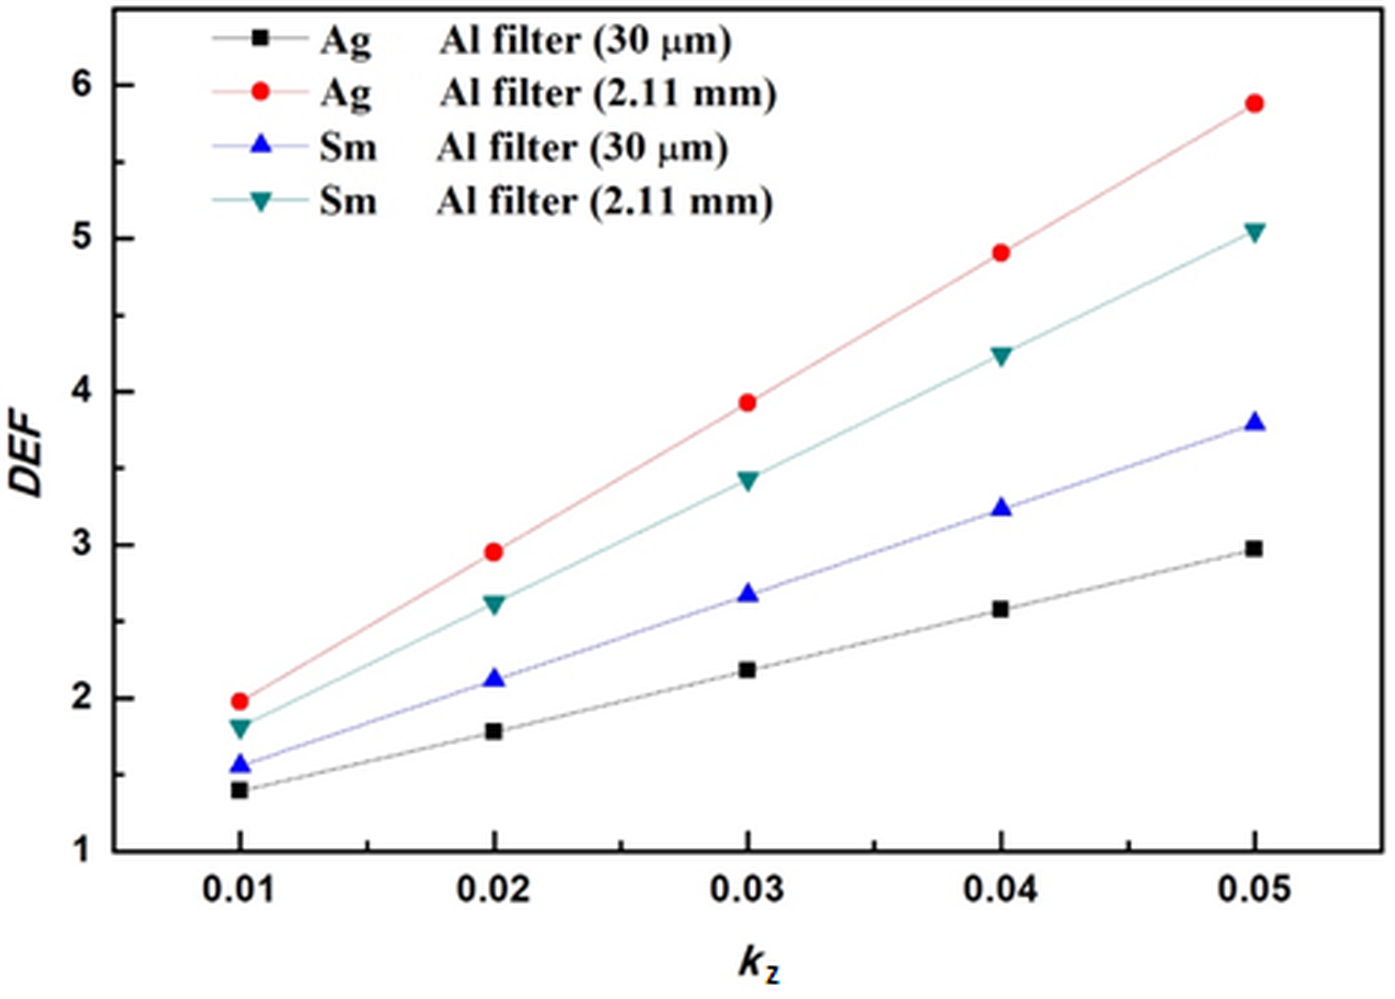 Ag Al filter (30 μm)
Ag Al filter (2.11 mm)
Sm Al filter (30 μm)
Sm Al filter (2.11 mm)
6
5
4
3
2
1
DEF
0.01 0.02 0.03 0.04 0.05
kz